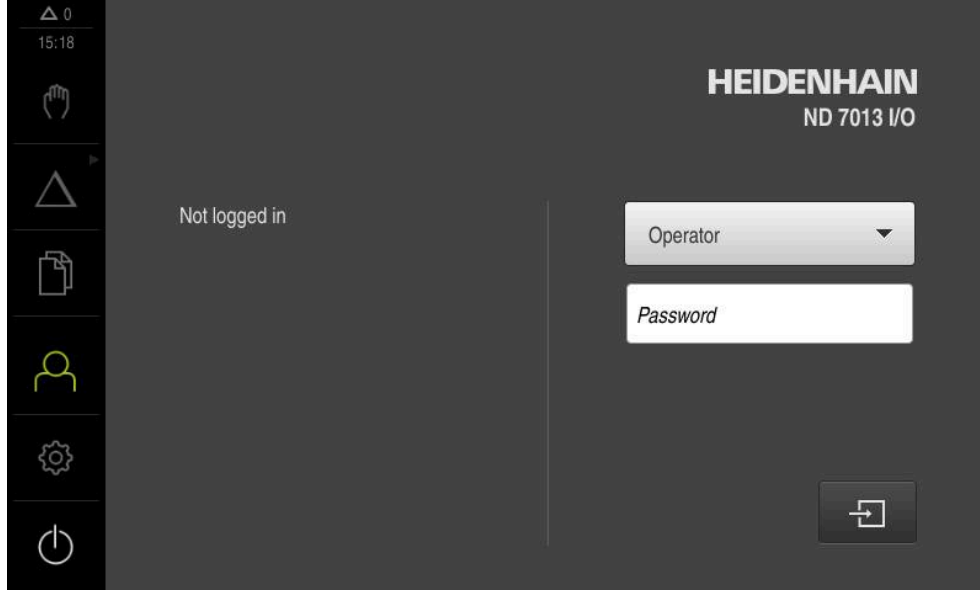 0
15:18
HEIDENHAIN
ND 7013 I/O
Not logged in
Operator
Password